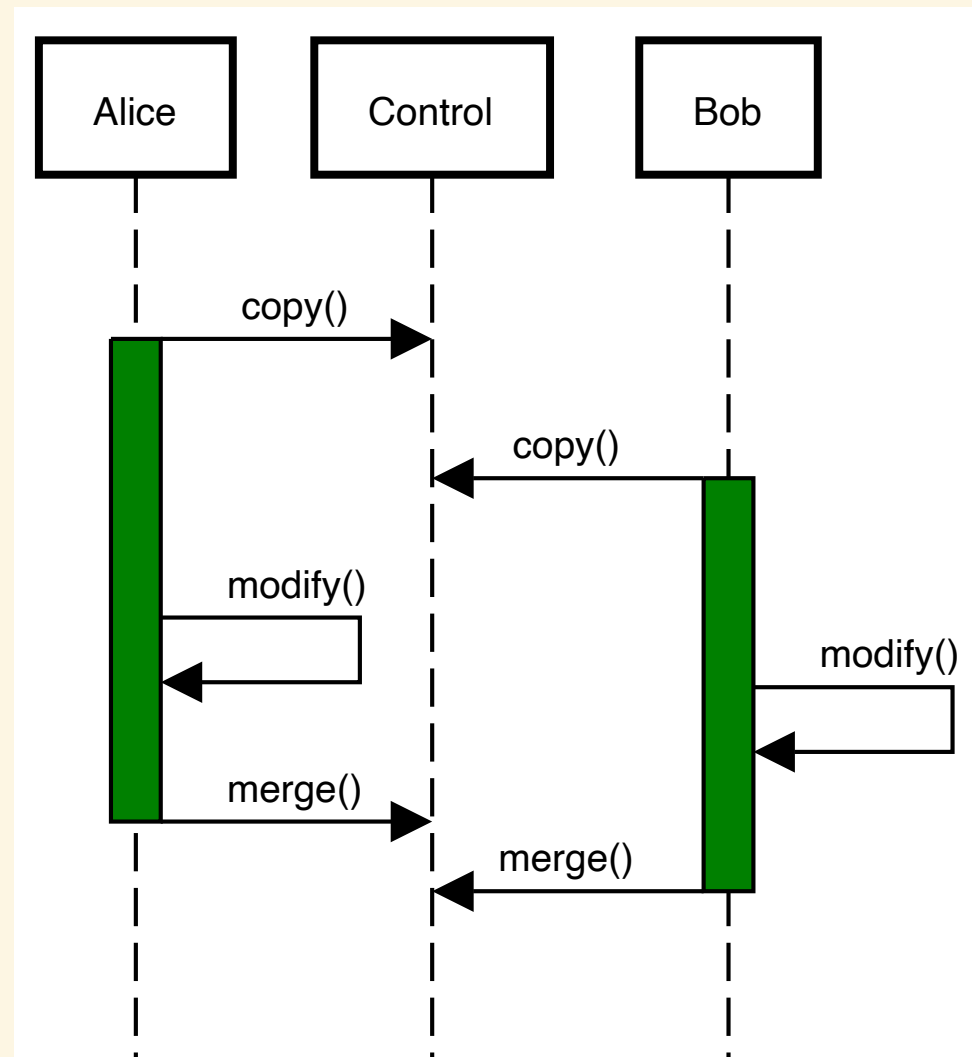 Alice
Control
Bob
copy()
copy()
modify()
modify()
merge()
merge()